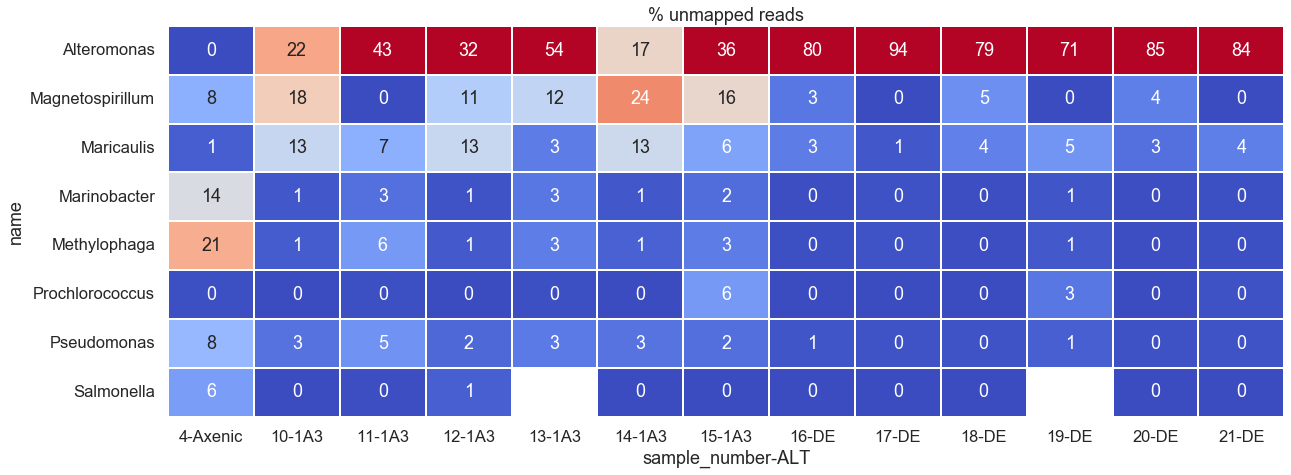 % unmapped reads
Alteromonas 0 22 43 32 54 17 36 80 94 79 71 85 84
Magnetospirillum 8 18 0 11 12 24 16 3 0 5 0 4 0
Maricaulis 1 13 7 13 3 13 6 3 1 4 5 3 4
Marinobacter 14 1 3 1 3 1 2 0 0 0 1 0 0
Methylophaga 21 1 6 1 3 1 3 0 0 0 1 0 0
Prochlorococcus 0 0 0 0 0 0 6 0 0 0 3 0 0
Pseudomonas 8 3 5 2 3 3 2 1 0 0 1 0 0
Salmonella 6 0 0 1 0 0 0 0 0 0 0
name
4-Axenic 10-1A3 11-1A3 12-1A3 13-1A3 14-1A3 15-1A3 16-DE 17-DE 18-DE 19-DE 20-DE 21-DE
sample_number-ALT